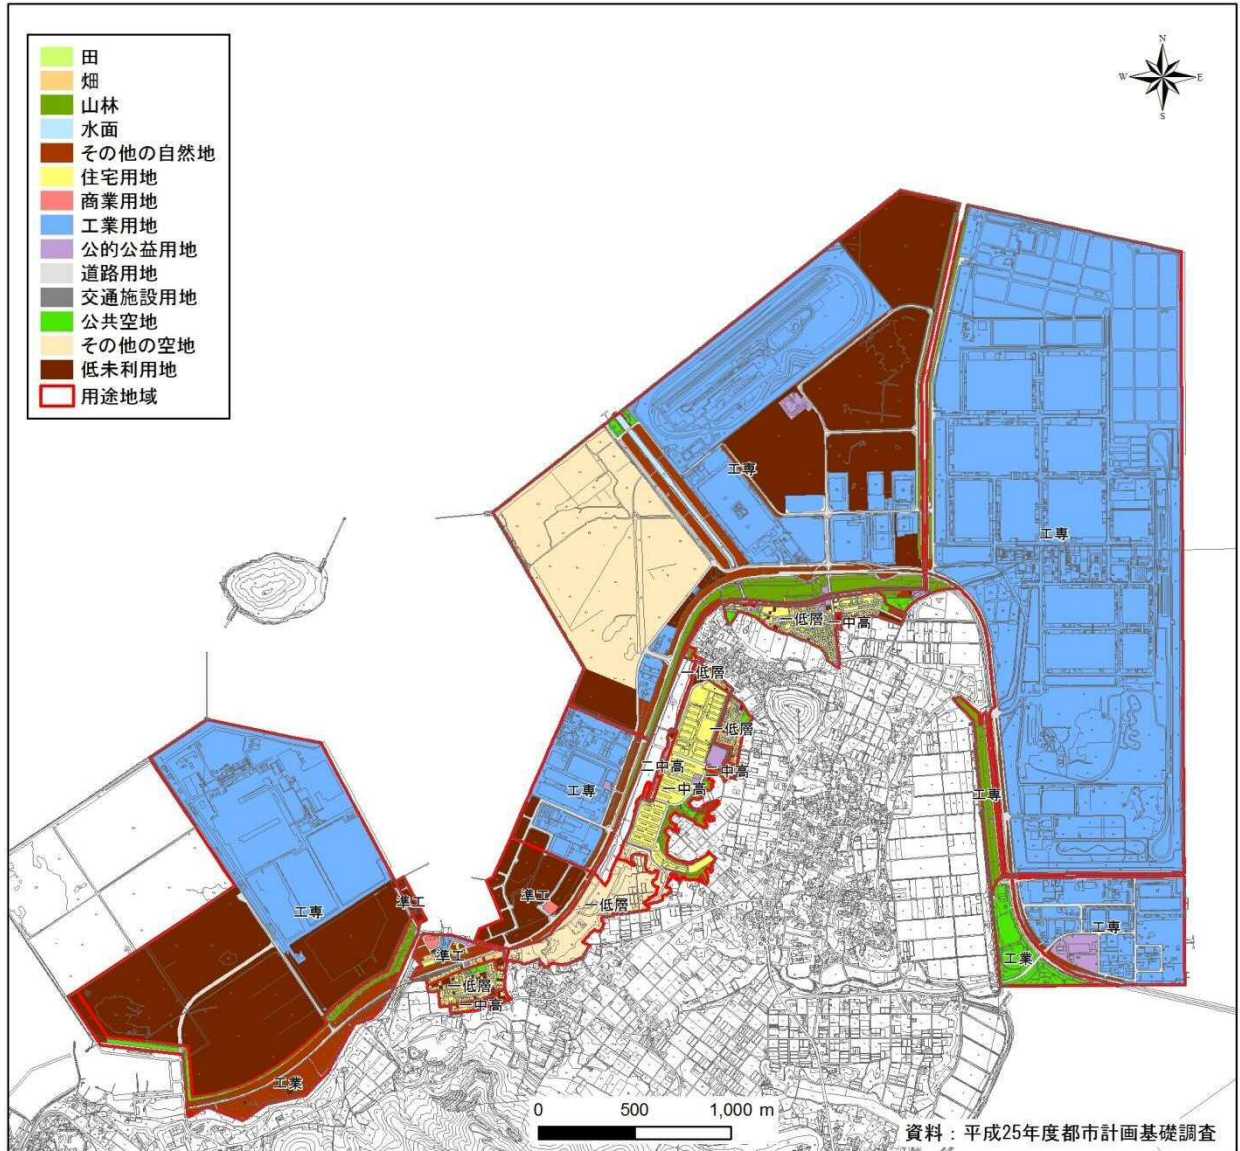 N
W E
S
田
畑
山林
水面
その他の自然地
住宅用地
商業用地
工業用地
公的公益用地
道路用地
交通施設用地
公共空地
その他の空地
低未利用地
用途地域
工専
工専
一低層
一中高
一低層
一低層
二中高
二中高
一中高
工専
工専
準工
一低層
準工
工専
準工
一低層
一中高
工専
工業
工業
0 500 1,000 m
資料：平成25年度都市計画基礎調査